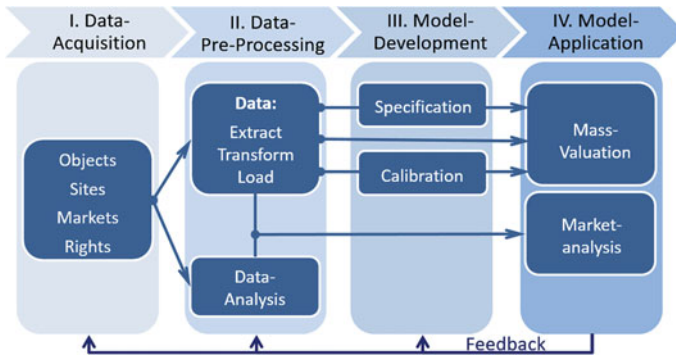 I. Data-
Acquisition
II. Data-
Pre-Processing
III. Model-
Development
IV. Model-
Application
Objects
Sites
Markets
Rights
Data:
Extract
Transform
Load
Data-
Analysis
Specification
Calibration
Mass-
Valuation
Market-
analysis
Feedback